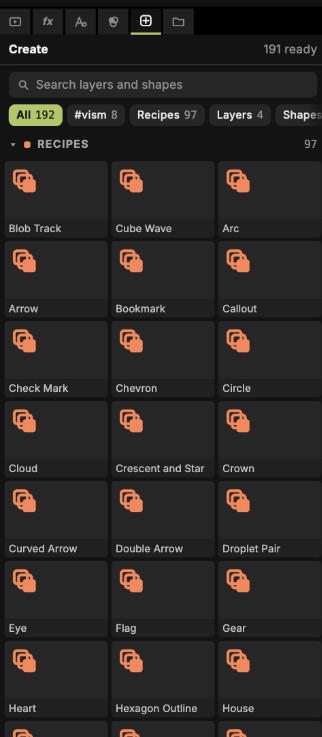 fx
Create 191 ready
Search layers and shapes
All 192 #vism 8 Recipes 97 Layers 4 Shapes
RECIPES 97
Blob Track Cube Wave Arc
Arrow Bookmark Callout
Check Mark Chevron Circle
Cloud Crescent and Star Crown
Curved Arrow Double Arrow Droplet Pair
Eye Flag Gear
Heart Hexagon Outline House